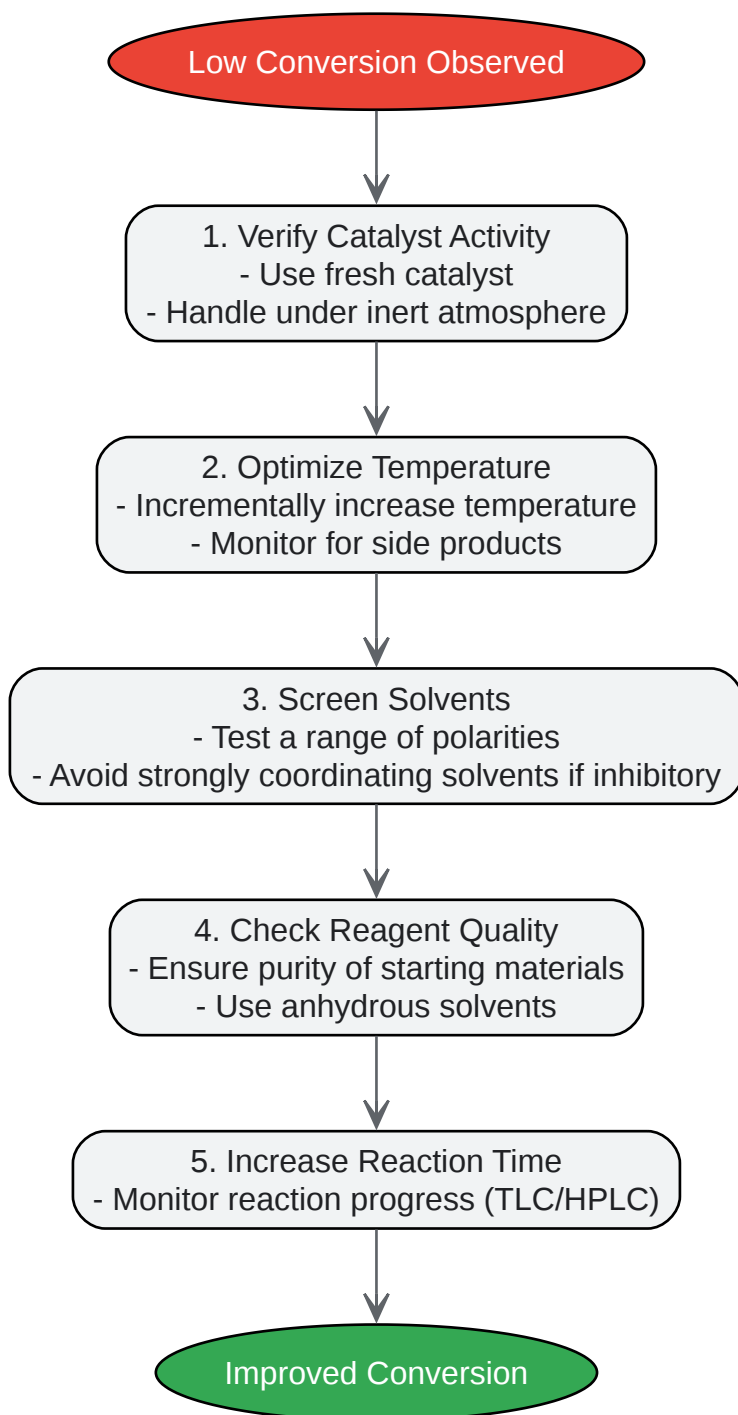 Low Conversion Observed
1. Verify Catalyst Activity
- Use fresh catalyst
- Handle under inert atmosphere
2. Optimize Temperature
- Incrementally increase temperature
- Monitor for side products
3. Screen Solvents
- Test a range of polarities
- Avoid strongly coordinating solvents if inhibitory
4. Check Reagent Quality
- Ensure purity of starting materials
- Use anhydrous solvents
5. Increase Reaction Time
- Monitor reaction progress (TLC/HPLC)
Improved Conversion